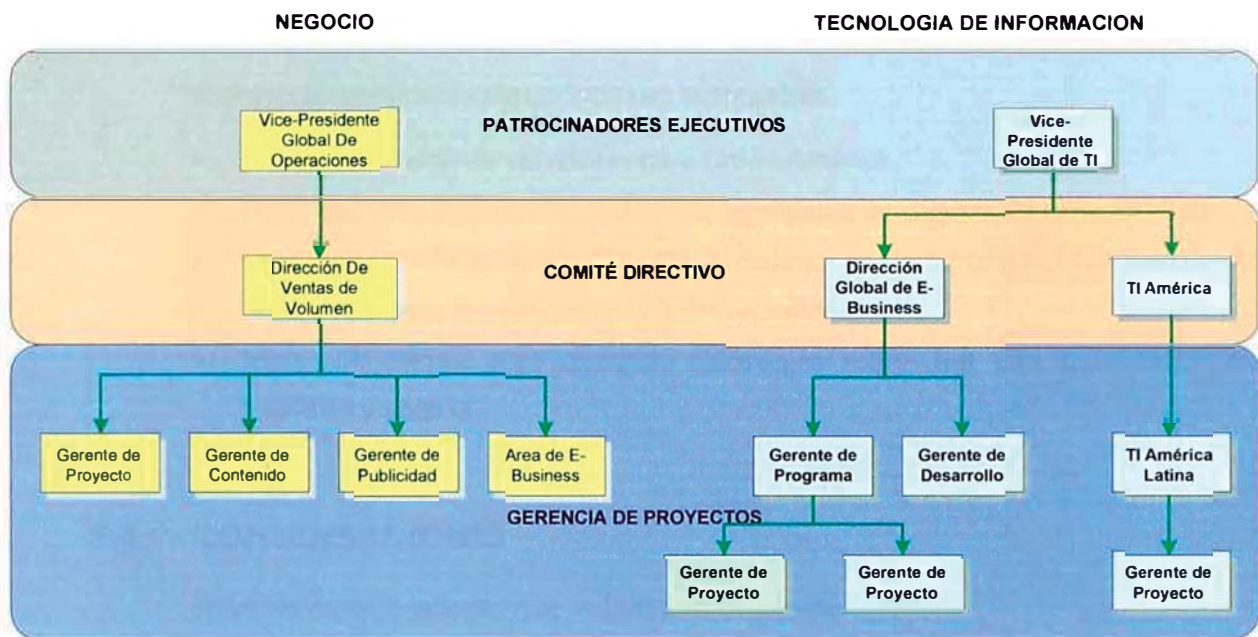 NEGOCIO
TECNOLOGIA DE INFORMACION
Vice-Presidente
Global De
Operaciones
PATROCINADORES EJECUTIVOS
Vice-
Presidente
Global de TI
Dirección De
Ventas de
Volumen
COMITÉ DIRECTIVO
Dirección
Global de E-
Business
TI América
Gerente de
Proyecto
Gerente de
Contenido
Gerente de
Publicidad
Area de E-
Business
Gerente de
Programa
Gerente de
Desarrollo
TI América
Latina
GERENCIA DE PROYECTOS
Gerente de
Proyecto
Gerente de
Proyecto
Gerente de
Proyecto